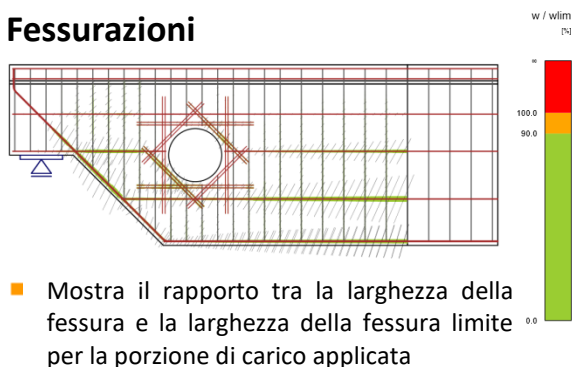 Fessurazioni
w / wlim
[%]
∞
100.0
90.0
0.0
Mostra il rapporto tra la larghezza della
fessura e la larghezza della fessura limite
per la porzione di carico applicata